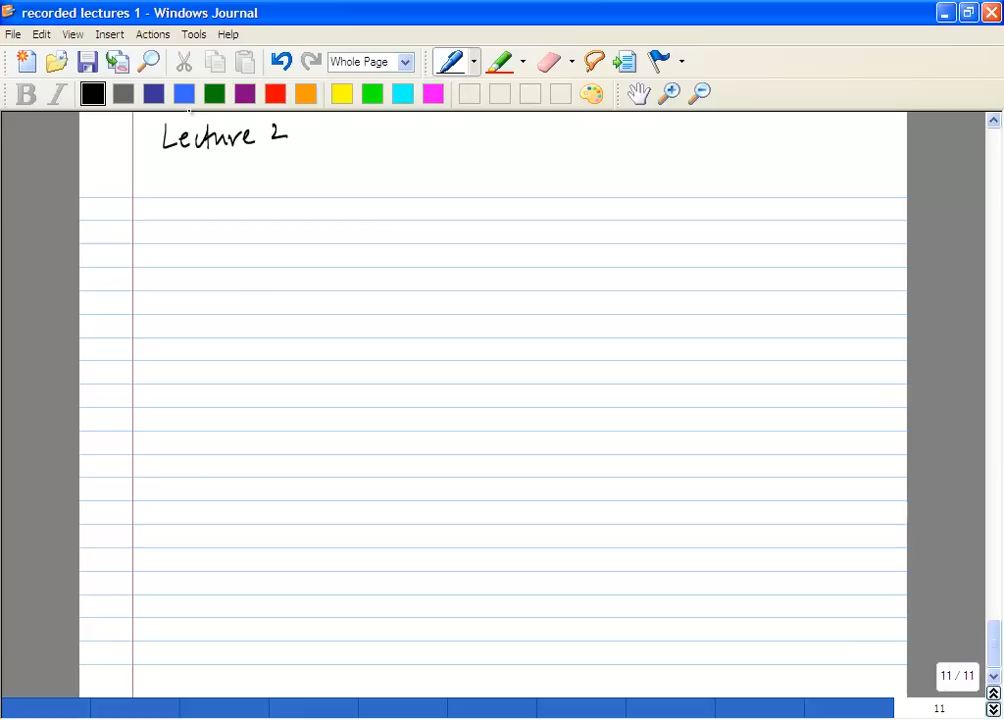 recorded lectures 1 - Windows Journal
File Edit View Insert Actions Tools Help
Whole Page
B I
Lecture 2
11 / 11
11